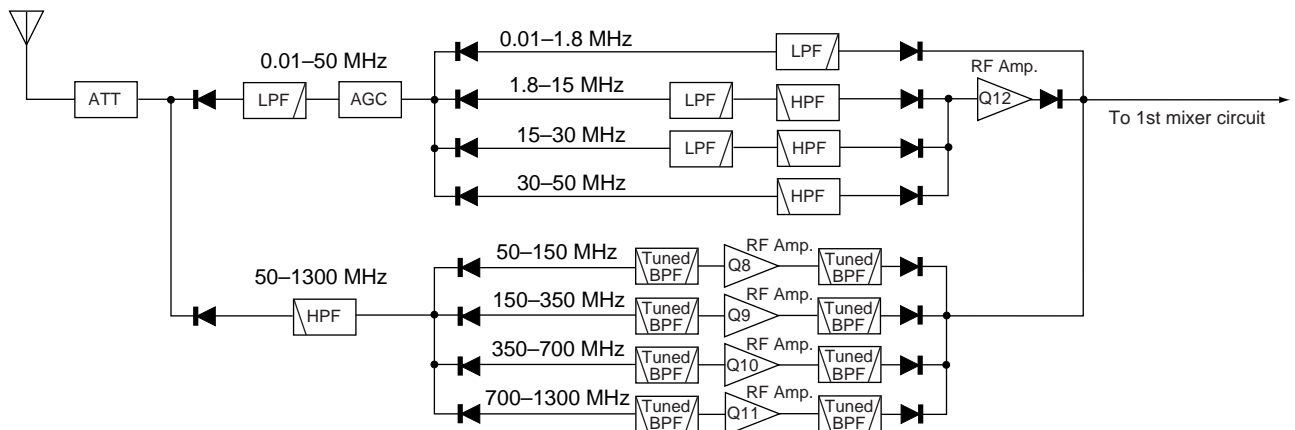 0.01–1.8 MHz
LPF
0.01–50 MHz
RF Amp.
ATT
LPF
AGC
1.8–15 MHz
LPF
HPF
Q12
To 1st mixer circuit
15–30 MHz
LPF
HPF
30–50 MHz
HPF
50–150 MHz
Tuned
BPF
Q8
RF Amp.
Tuned
BPF
50–1300 MHz
HPF
150–350 MHz
Tuned
BPF
Q9
RF Amp.
Tuned
BPF
350–700 MHz
Tuned
BPF
Q10
RF Amp.
Tuned
BPF
700–1300 MHz
Tuned
BPF
Q11
RF Amp.
Tuned
BPF